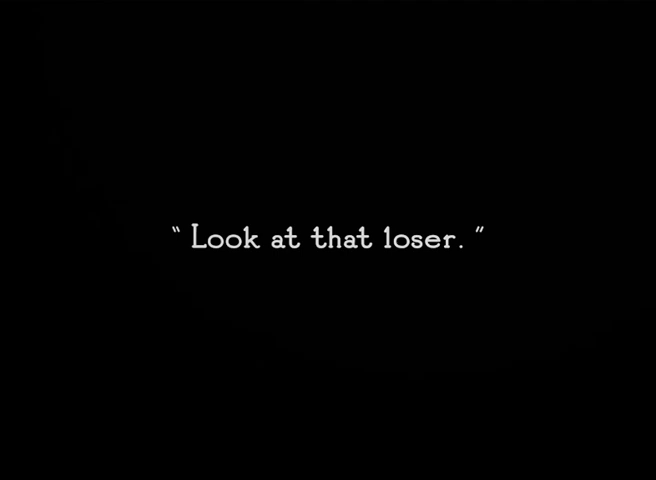 “ Look at that loser. ”